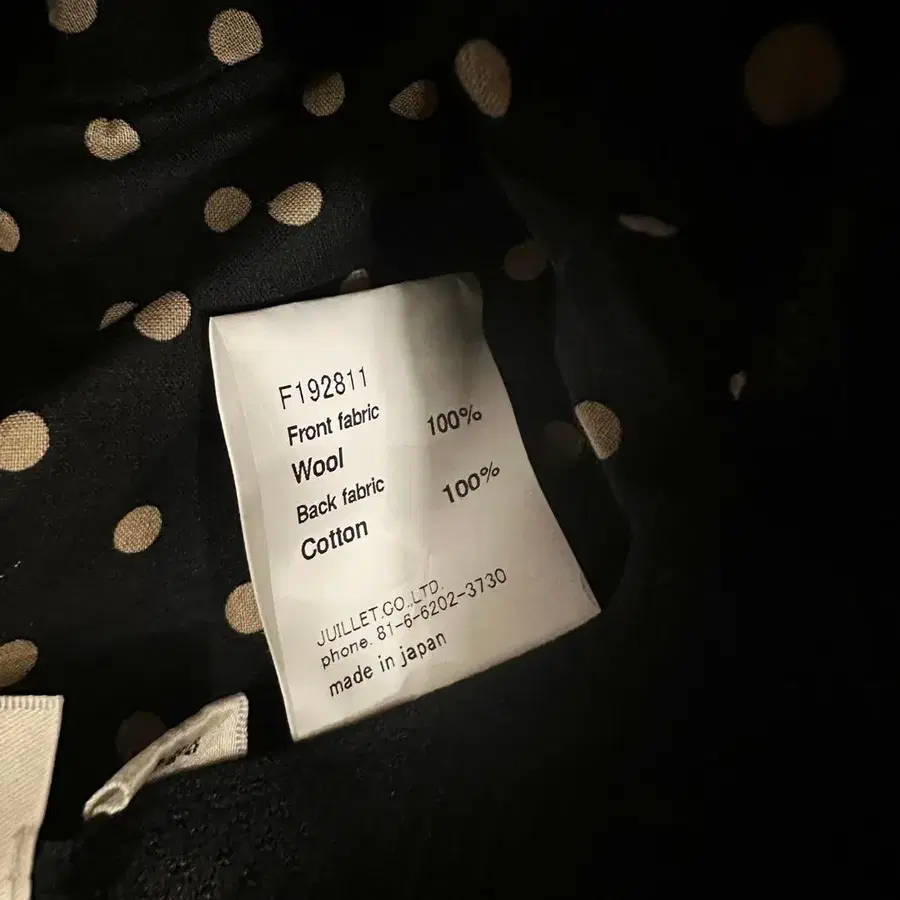 F192811
Front fabric
Wool 100%
Back fabric
Cotton 100%
JUILLET.CO.,LTD.
phone. 81-6-6202-3730
made in japan